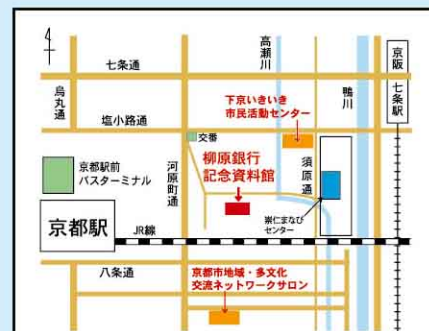 4
七条通
高瀬川
鴨川
京阪
七条駅
烏丸通
下京いきいき
市民活動センター
塩小路通
交番
河原町通
須原通
柳原銀行
記念資料館
京都駅前
バスターミナル
崇仁まなび
センター
京都駅
JR線
八条通
京都市地域・多文化
交流ネットワークサロン